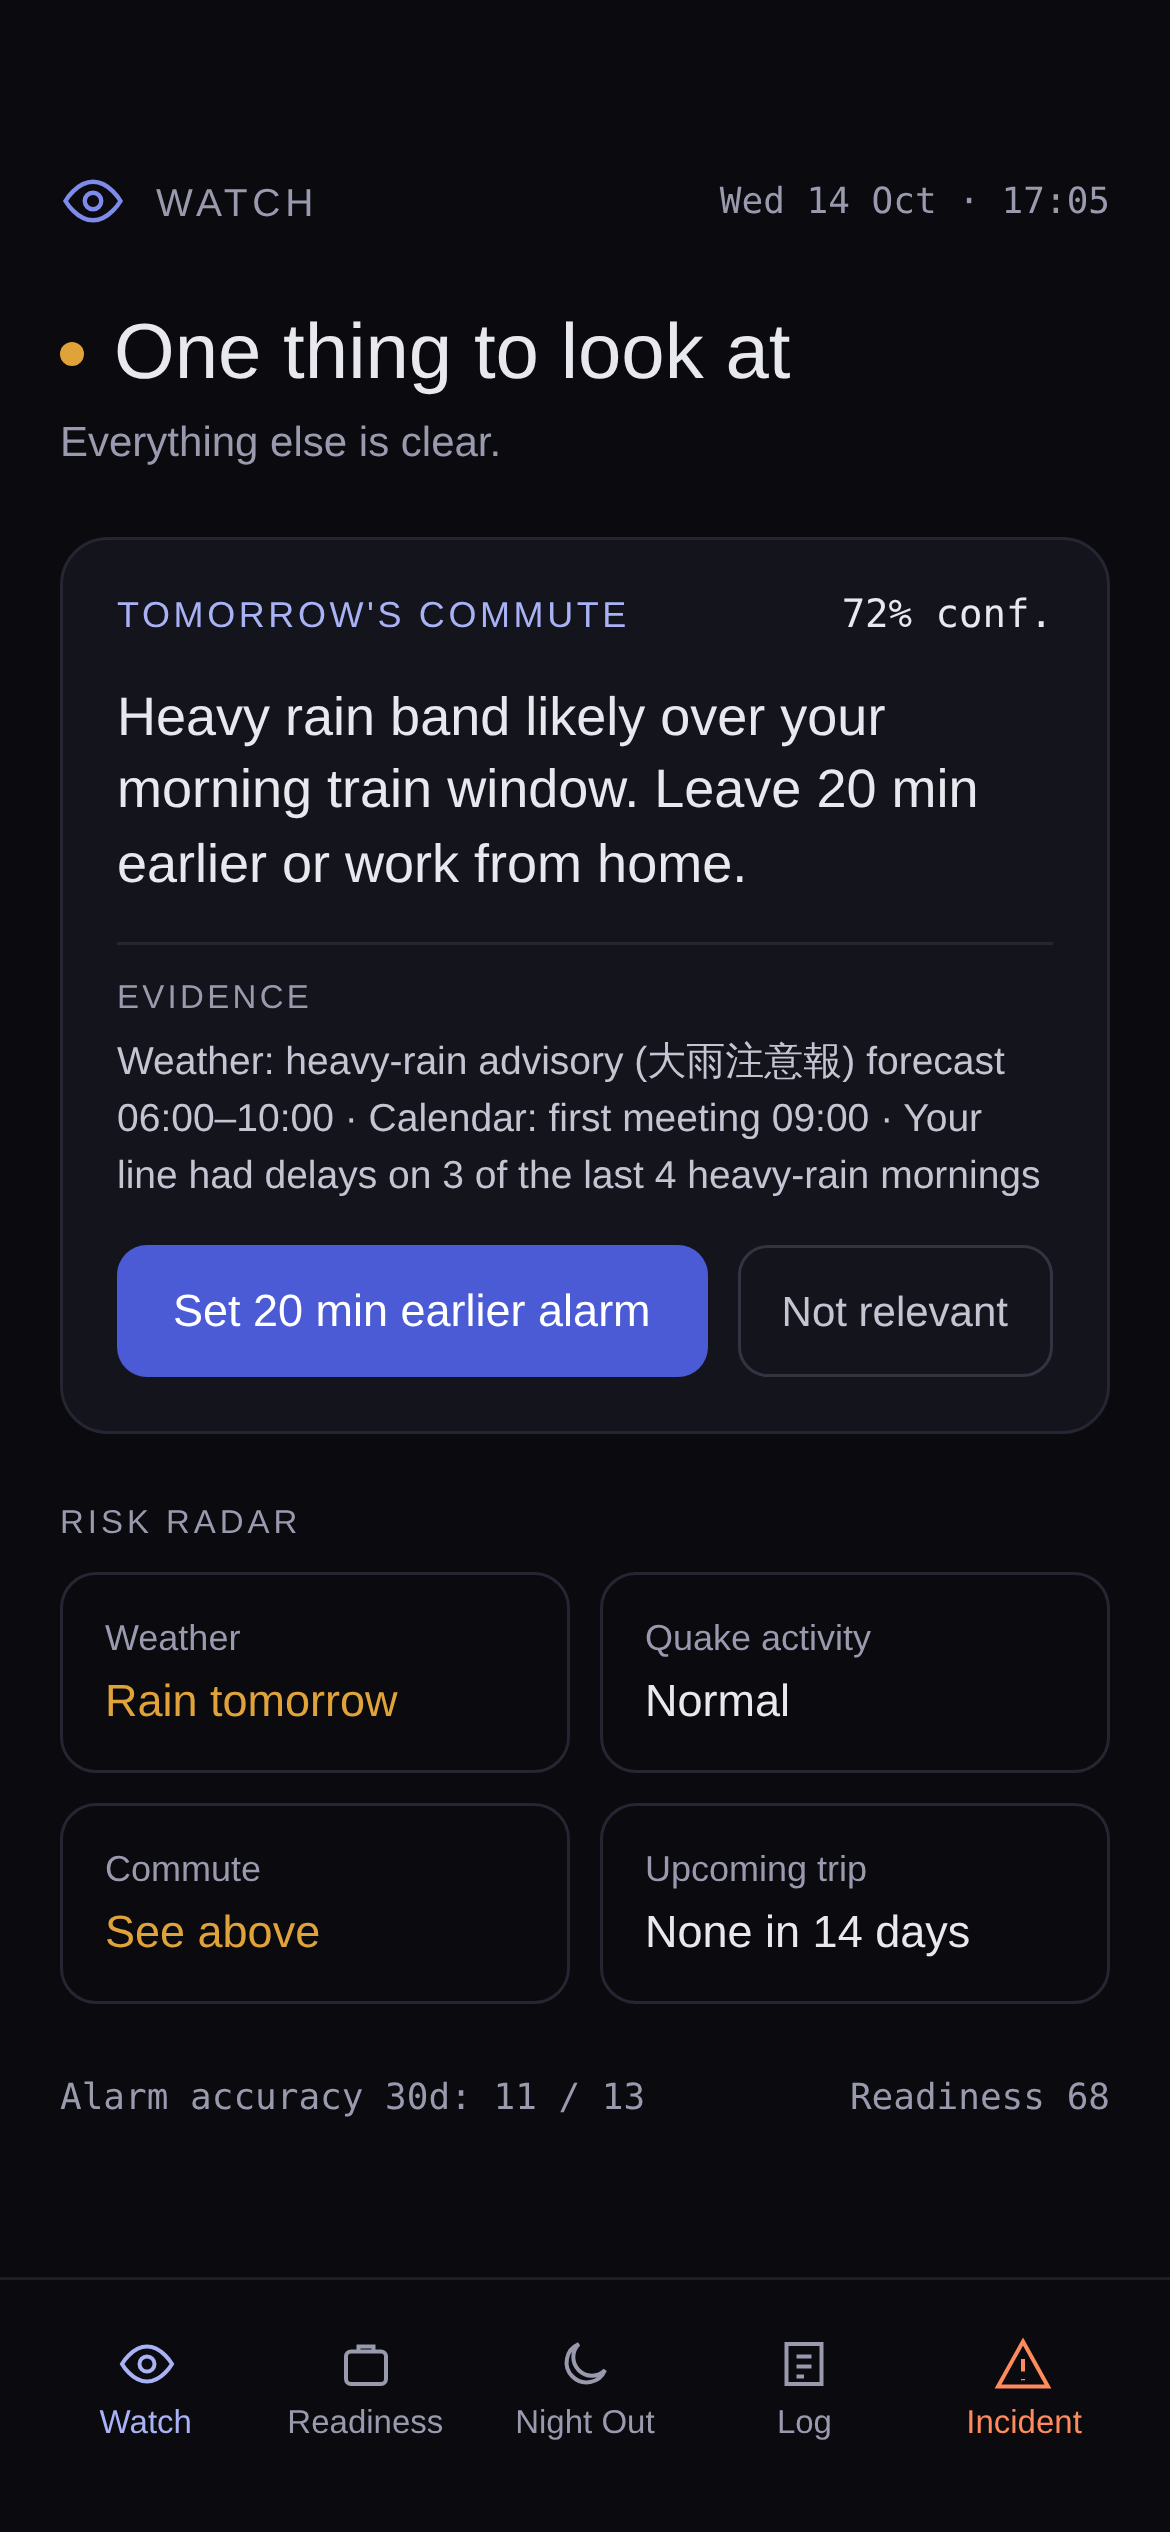 WATCH
Wed 14 Oct · 17:05
One thing to look at
Everything else is clear.
TOMORROW'S COMMUTE
72% conf.
Heavy rain band likely over your
morning train window. Leave 20 min
earlier or work from home.
EVIDENCE
Weather: heavy-rain advisory (大雨注意報) forecast
06:00–10:00 · Calendar: first meeting 09:00 · Your
line had delays on 3 of the last 4 heavy-rain mornings
Set 20 min earlier alarm
Not relevant
RISK RADAR
Weather
Rain tomorrow
Quake activity
Normal
Commute
See above
Upcoming trip
None in 14 days
Alarm accuracy 30d: 11 / 13
Readiness 68
Watch
Readiness
Night Out
Log
Incident